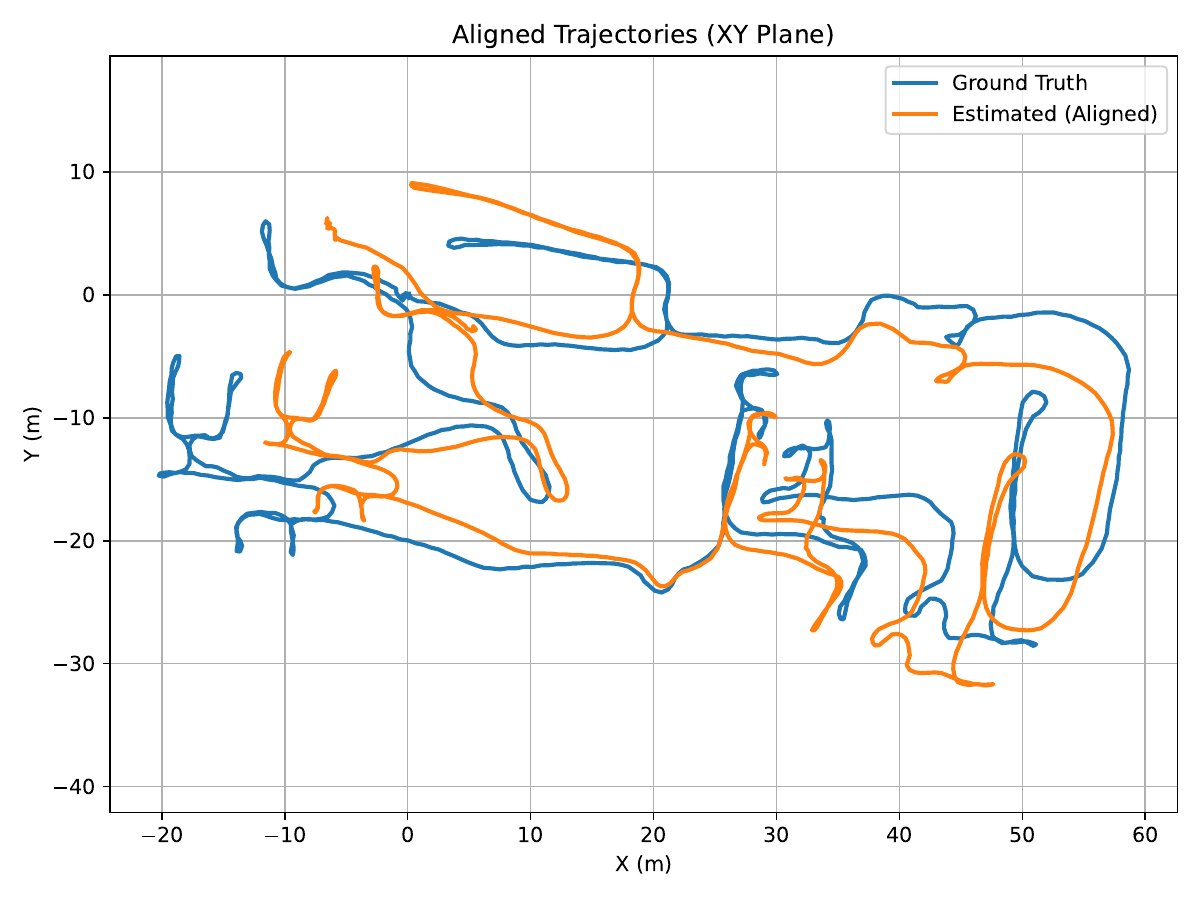 Aligned Trajectories (XY Plane)
Ground Truth
Estimated (Aligned)
10
0
−10
−20
−30
−40
Y (m)
−20 −10 0 10 20 30 40 50 60
X (m)